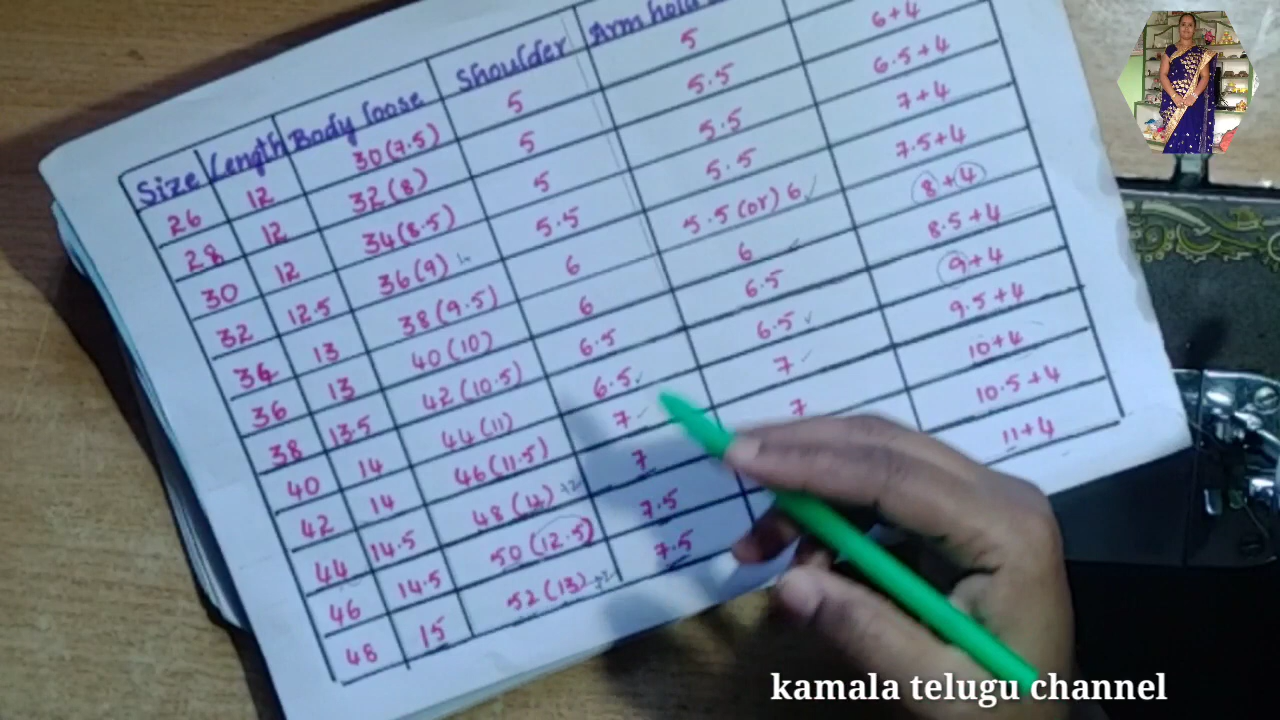 Size Length Body loose Shoulder Arm hold
26 12 30(7.5) 5 5
28 12 32(8) 5 5.5 6+4
30 12 34(8.5) 5 5.5 6.5+4
32 12.5 36(9) 5.5 5.5 7+4
34 13 38(9.5) 6 5.5(or)6 7.5+4
36 13 40(10) 6 6 8+4
38 13.5 42(10.5) 6.5 6.5 8.5+4
40 14 44(11) 6.5 6.5 9+4
42 14 46(11.5) 7 7 9.5+4
44 14.5 48(12) 7 7 10+4
46 14.5 50(12.5) 7.5 10.5+4
48 15 52(13) 7.5 11+4
kamala telugu channel